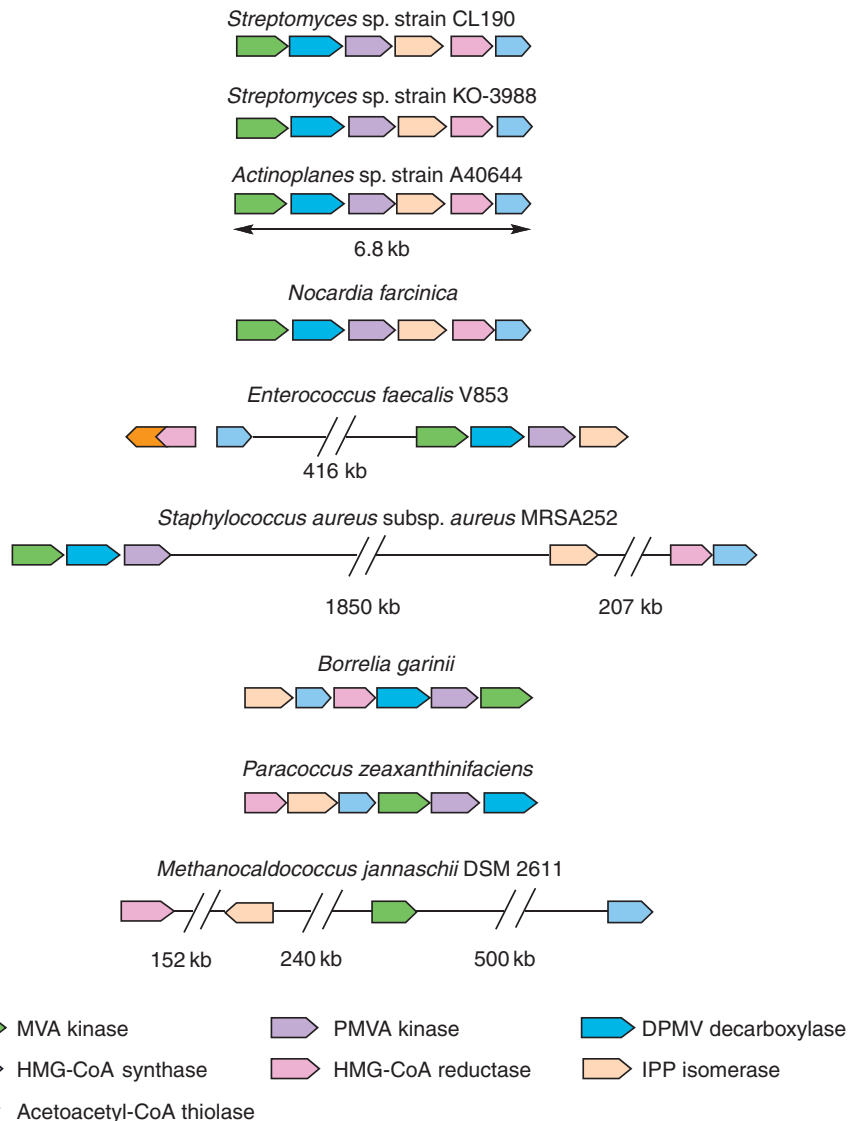 Streptomyces sp. strain CL190
Streptomyces sp. strain KO-3988
Actinoplanes sp. strain A40644
6.8 kb
Nocardia farcinica
Enterococcus faecalis V853
416 kb
Staphylococcus aureus subsp. aureus MRSA252
1850 kb 207 kb
Borrelia garinii
Paracoccus zeaxanthinifaciens
Methanocaldococcus jannaschii DSM 2611
152 kb 240 kb 500 kb
MVA kinase PMVA kinase DPMV decarboxylase
HMG-CoA synthase HMG-CoA reductase IPP isomerase
Acetoacetyl-CoA thiolase